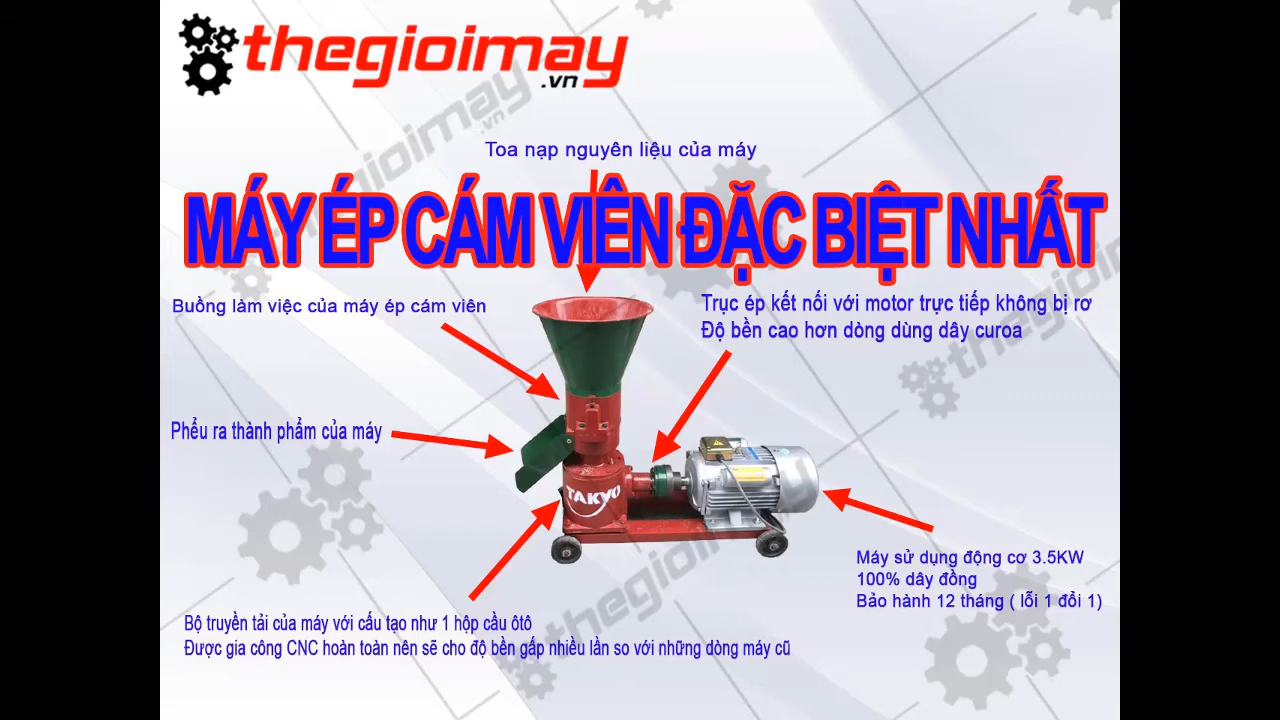 thegioimay
.vn
Toa nạp nguyên liệu của máy
MÁY ÉP CÁM VIÊN ĐẶC BIỆT NHẤT
Buồng làm việc của máy ép cám viên
Trục ép kết nối với motor trực tiếp không bị rơ
Độ bền cao hơn dòng dùng dây curoa
Phểu ra thành phẩm của máy
TAKYO
Máy sử dụng động cơ 3.5KW
100% dây đồng
Bảo hành 12 tháng ( lỗi 1 đổi 1)
Bộ truyền tải của máy với cấu tạo như 1 hộp cầu ôtô
Được gia công CNC hoàn toàn nên sẽ cho độ bền gấp nhiều lần so với những dòng máy cũ